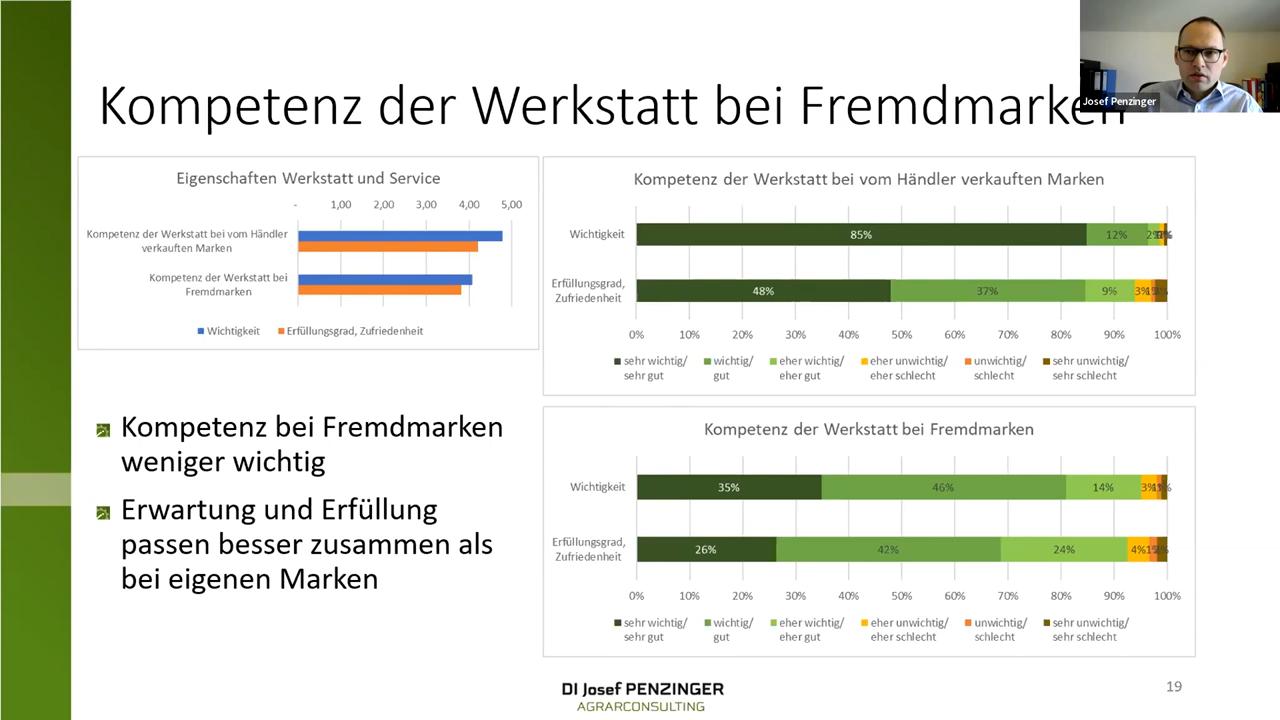 Kompetenz der Werkstatt bei Fremdmarken
Josef Penzinger
Eigenschaften Werkstatt und Service
- 1,00 2,00 3,00 4,00 5,00
Kompetenz der Werkstatt bei vom Händler
verkauften Marken
Kompetenz der Werkstatt bei
Fremdmarken
Wichtigkeit Erfüllungsgrad, Zufriedenheit
Kompetenz bei Fremdmarken
weniger wichtig
Erwartung und Erfüllung
passen besser zusammen als
bei eigenen Marken
Kompetenz der Werkstatt bei vom Händler verkauften Marken
Wichtigkeit 85% 12%
Erfüllungsgrad,
Zufriedenheit
48% 37% 9% 3%
0% 10% 20% 30% 40% 50% 60% 70% 80% 90% 100%
sehr wichtig/ wichtig/ eher wichtig/ eher unwichtig/ unwichtig/ sehr unwichtig/
sehr gut gut eher gut eher schlecht schlecht sehr schlecht
Kompetenz der Werkstatt bei Fremdmarken
Wichtigkeit 35% 46% 14% 3%
Erfüllungsgrad,
Zufriedenheit
26% 42% 24% 4%
0% 10% 20% 30% 40% 50% 60% 70% 80% 90% 100%
sehr wichtig/ wichtig/ eher wichtig/ eher unwichtig/ unwichtig/ sehr unwichtig/
sehr gut gut eher gut eher schlecht schlecht sehr schlecht
DI Josef PENZINGER
AGRARCONSULTING
19